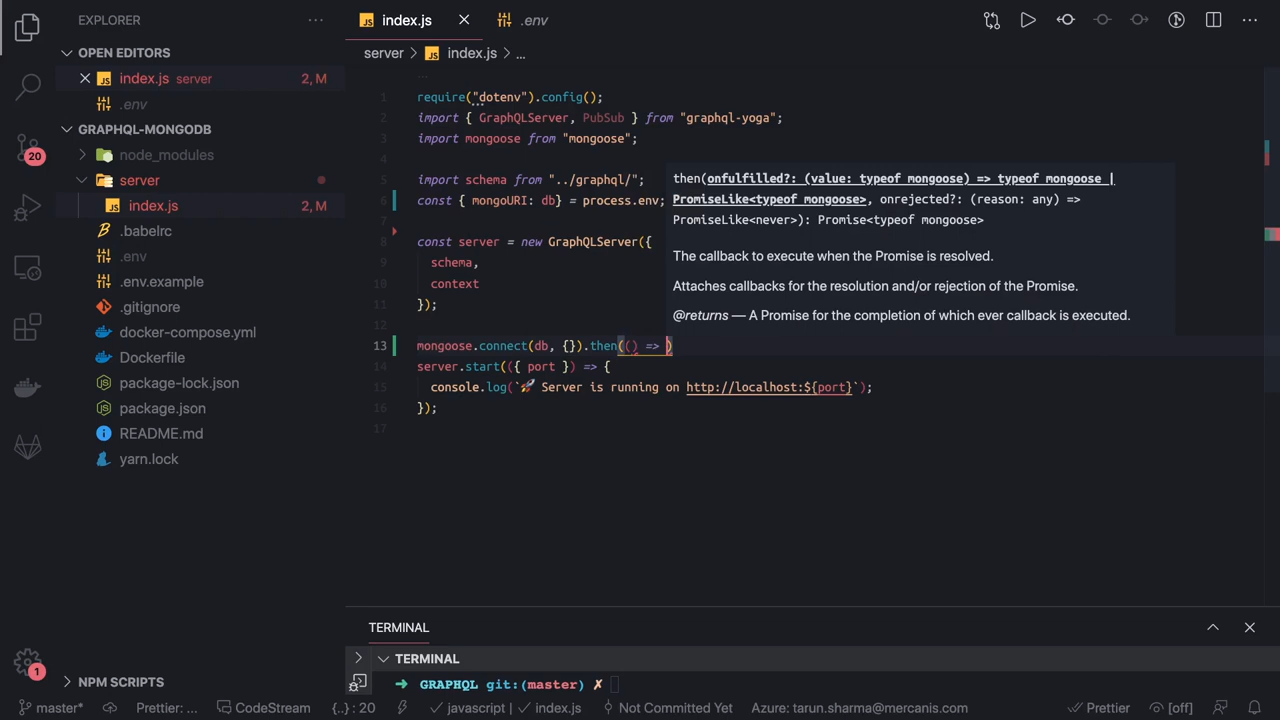 EXPLORER
index.js
.env
OPEN EDITORS
server > index.js > ...
index.js server 2, M
.env
GRAPHQL-MONGODB
node_modules
server
index.js 2, M
.babelrc
.env
.env.example
.gitignore
docker-compose.yml
Dockerfile
package-lock.json
package.json
README.md
yarn.lock
NPM SCRIPTS
20
1
1 require("dotenv").config();
2 import { GraphQLServer, PubSub } from "graphql-yoga";
3 import mongoose from "mongoose";
4
5 import schema from "../graphql/";
6 const { mongoURI: db} = process.env;
7
8 const server = new GraphQLServer({
9 schema,
10 context
11 });
12
13 mongoose.connect(db, {}).then(() => )
14 server.start(({ port }) => {
15 console.log(`🚀 Server is running on http://localhost:${port}`);
16 });
17
then(onfulfilled?: (value: typeof mongoose) => typeof mongoose |
PromiseLike<typeof mongoose>, onrejected?: (reason: any) =>
PromiseLike<never>): Promise<typeof mongoose>
The callback to execute when the Promise is resolved.
Attaches callbacks for the resolution and/or rejection of the Promise.
@returns — A Promise for the completion of which ever callback is executed.
TERMINAL
TERMINAL
➜ GRAPHQL git:(master) ✗
master* Prettier: ... CodeStream {..} : 20 javascript index.js Not Committed Yet Azure: tarun.sharma@mercanis.com Prettier [off]